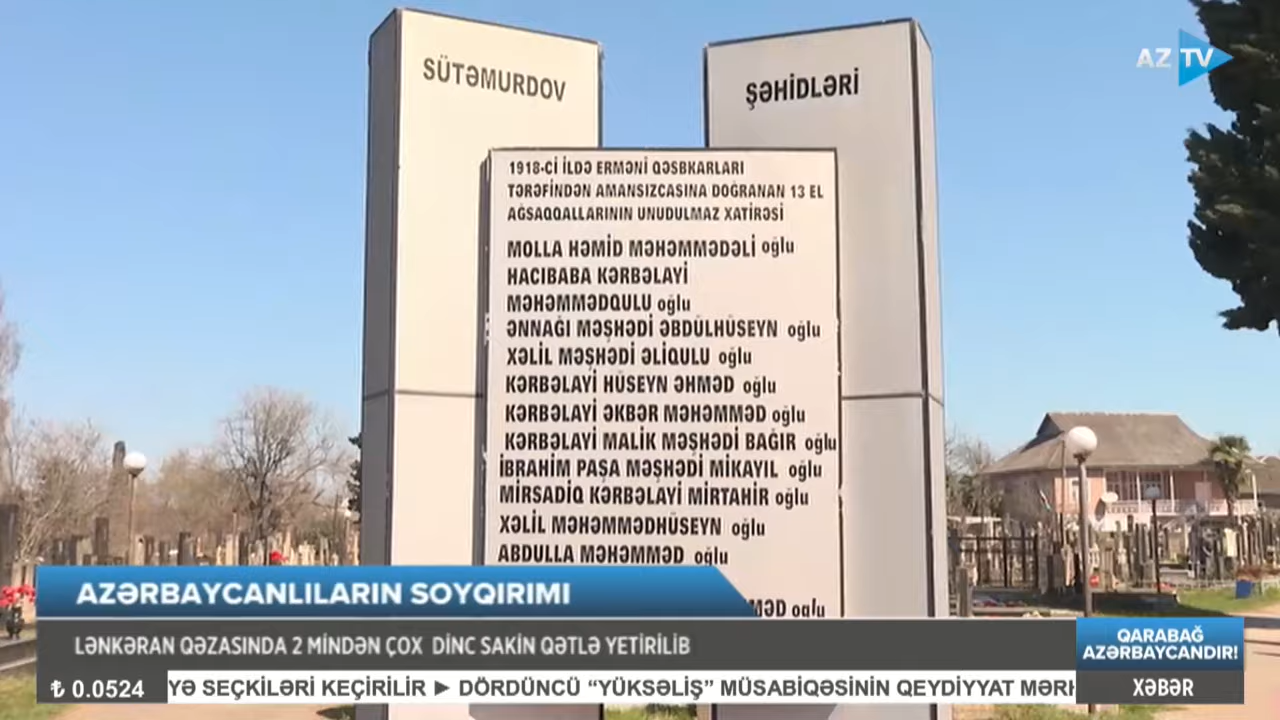 AZ TV
SÜTƏMURDOV
ŞƏHİDLƏRİ
1918-Cİ İLDƏ ERMƏNİ QƏSBKARLARI
TƏRƏFİNDƏN AMANSIZCASINA DOĞRANAN 13 EL
AĞSAQQALLARININ UNUDULMAZ XATİRƏSİ
MOLLA HƏMİD MƏHƏMMƏDƏLİ oğlu
HACIBABA KƏRBƏLAYİ
MƏHƏMMƏDQULU oğlu
ƏNNAĞI MƏŞHƏDİ ƏBDÜLHÜSEYN oğlu
XƏLİL MƏŞHƏDİ ƏLİQULU oğlu
KƏRBƏLAYİ HÜSEYN ƏHMƏD oğlu
KƏRBƏLAYİ ƏKBƏR MƏHƏMMƏD oğlu
KƏRBƏLAYİ MALİK MƏŞHƏDİ BAĞIR oğlu
İBRAHİM PAŞA MƏŞHƏDİ MİKAYIL oğlu
MİRSADİQ KƏRBƏLAYİ MİRTAHİR oğlu
XƏLİL MƏHƏMMƏDHÜSEYN oğlu
ABDULLA MƏHƏMMƏD oğlu
oğlu
AZƏRBAYCANLILARIN SOYQIRIMI
LƏNKƏRAN QƏZASINDA 2 MİNDƏN ÇOX DİNC SAKİN QƏTLƏ YETİRİLİB
QARABAĞ
AZƏRBAYCANDIR!
₺ 0.0524
YƏ SEÇKİLƏRİ KEÇİRİLİR ► DÖRDÜNCÜ “YÜKSƏLİŞ” MÜSABİQƏSİNİN QEYDİYYAT
XƏBƏR